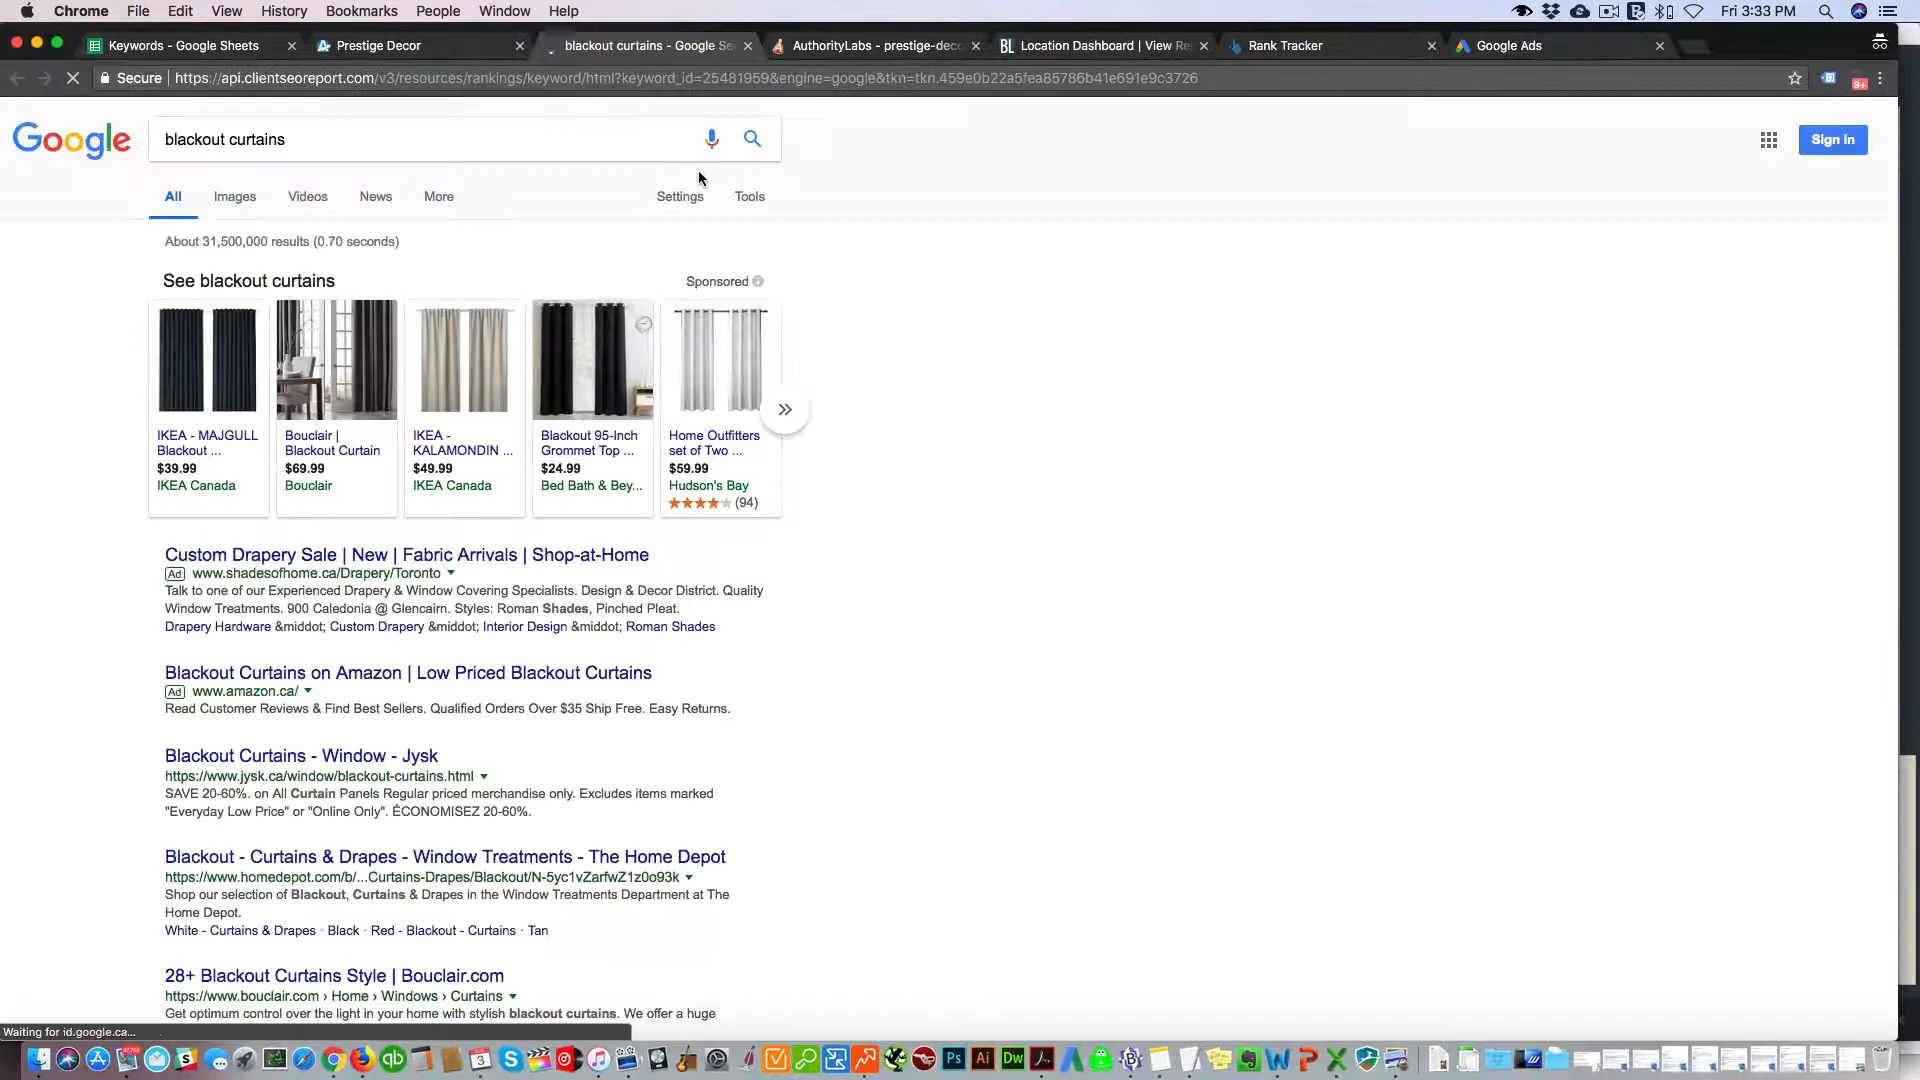 Chrome File Edit View History Bookmarks People Window Help Fri 3:33 PM
Keywords - Google Sheets Prestige Decor blackout curtains - Google Se AuthorityLabs - prestige-deco Location Dashboard | View Re Rank Tracker Google Ads
Secure https://api.clientseoreport.com/v3/resources/rankings/keyword/html?keyword_id=25481959&engine=google&tkn=tkn.459e0b22a5fea85786b41e691e9c3726
Google blackout curtains Sign in
All Images Videos News More Settings Tools
About 31,500,000 results (0.70 seconds)
See blackout curtains Sponsored
IKEA - MAJGULL Bouclair | IKEA - Blackout 95-Inch Home Outfitters
Blackout ... Blackout Curtain KALAMONDIN ... Grommet Top ... set of Two ...
$39.99 $69.99 $49.99 $24.99 $59.99
IKEA Canada Bouclair IKEA Canada Bed Bath & Bey... Hudson's Bay
(94)
Custom Drapery Sale | New | Fabric Arrivals | Shop-at-Home
Ad www.shadesofhome.ca/Drapery/Toronto
Talk to one of our Experienced Drapery & Window Covering Specialists. Design & Decor District. Quality
Window Treatments. 900 Caledonia @ Glencairn. Styles: Roman Shades, Pinched Pleat.
Drapery Hardware &middot; Custom Drapery &middot; Interior Design &middot; Roman Shades
Blackout Curtains on Amazon | Low Priced Blackout Curtains
Ad www.amazon.ca/
Read Customer Reviews & Find Best Sellers. Qualified Orders Over $35 Ship Free. Easy Returns.
Blackout Curtains - Window - Jysk
https://www.jysk.ca/window/blackout-curtains.html
SAVE 20-60%. on All Curtain Panels Regular priced merchandise only. Excludes items marked
"Everyday Low Price" or "Online Only". ÉCONOMISEZ 20-60%.
Blackout - Curtains & Drapes - Window Treatments - The Home Depot
https://www.homedepot.com/b/...Curtains-Drapes/Blackout/N-5yc1vZarfwZ1z0o93k
Shop our selection of Blackout, Curtains & Drapes in the Window Treatments Department at The
Home Depot.
White - Curtains & Drapes · Black · Red - Blackout - Curtains · Tan
28+ Blackout Curtains Style | Bouclair.com
https://www.bouclair.com › Home › Windows › Curtains
Get optimum control over the light in your home with stylish blackout curtains. We offer a huge
Waiting for id.google.ca...